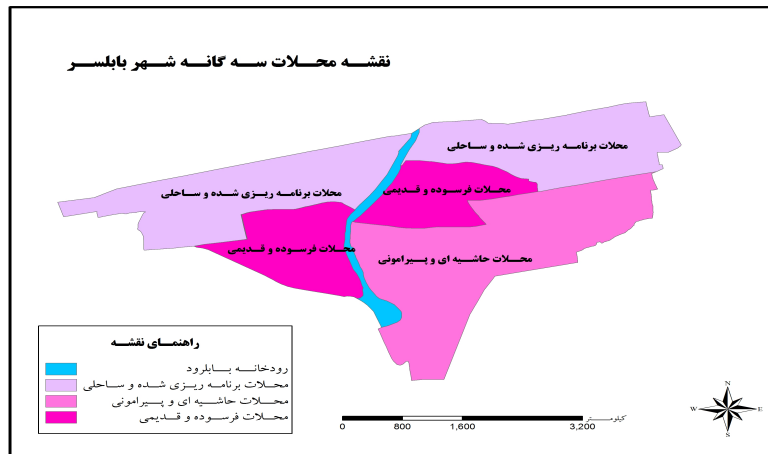 نقشه محلات سه گانه شهر بابلسر
محلات برنامه ریزی شده و ساحلی
محلات برنامه ریزی شده و ساحلی
محلات فرسوده و قدیمی
محلات فرسوده و قدیمی
محلات حاشیه ای و پیرامونی
راهنمای نقشه
رودخانه بابلرود
محلات برنامه ریزی شده و ساحلی
محلات حاشیه ای و پیرامونی
محلات فرسوده و قدیمی
کیلومتر
0 800 1,600 3,200
N
W E
S